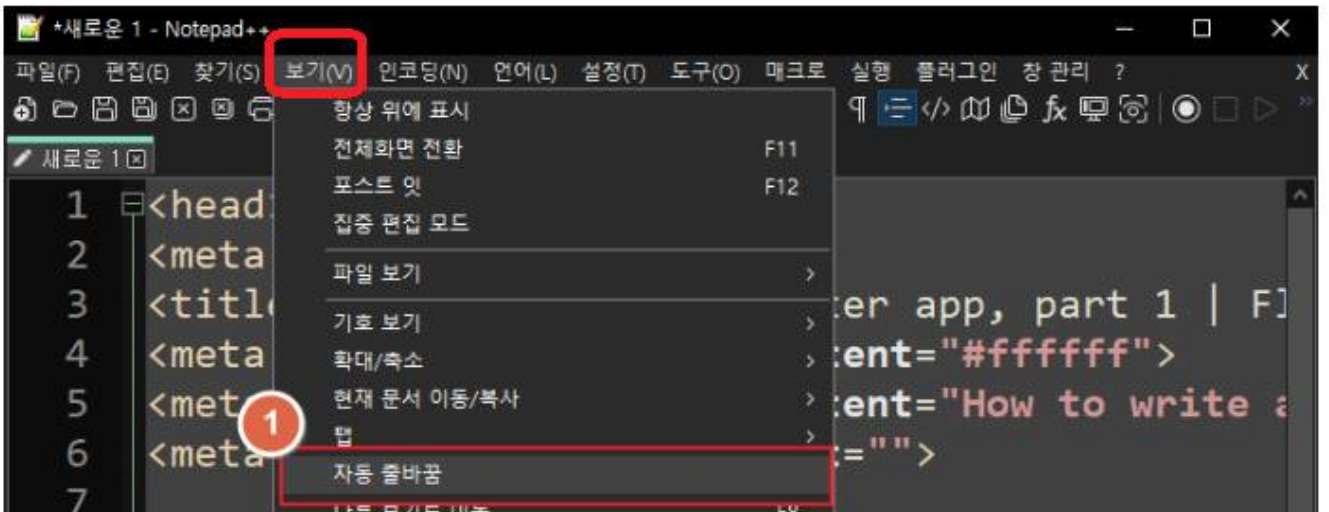 *새로운 1 - Notepad++
파일(F) 편집(E) 찾기(S) 보기(V) 인코딩(N) 언어(L) 설정(T) 도구(O) 매크로 실행 플러그인 창 관리 ? X
새로운 1
항상 위에 표시
전체화면 전환 F11
포스트 잇 F12
집중 편집 모드
파일 보기
기호 보기
확대/축소
현재 문서 이동/복사
탭
자동 줄바꿈
F8
1 <head
2 <meta
3 <titl er app, part 1 |
4 <meta tent="#ffffff">
5 <met tent="How to write
6 <meta ="">
7
1